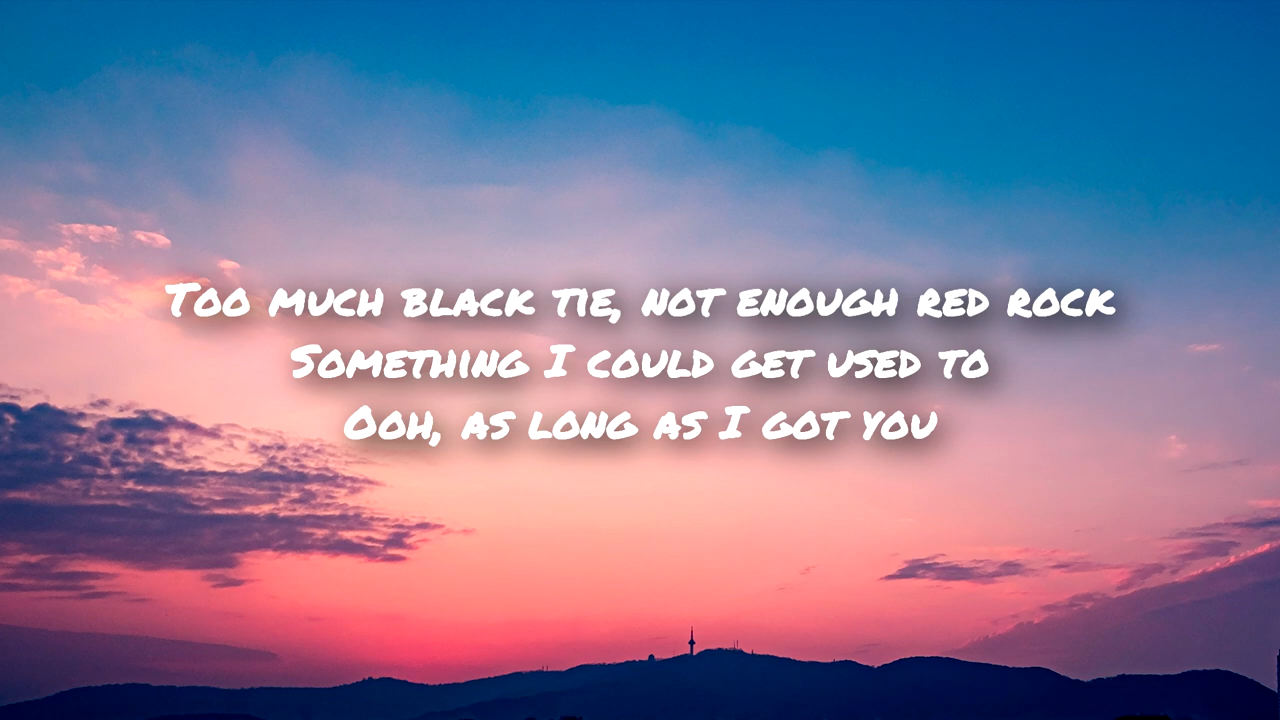 Too much black tie, not enough red rock
Something I could get used to
Ooh, as long as I got you